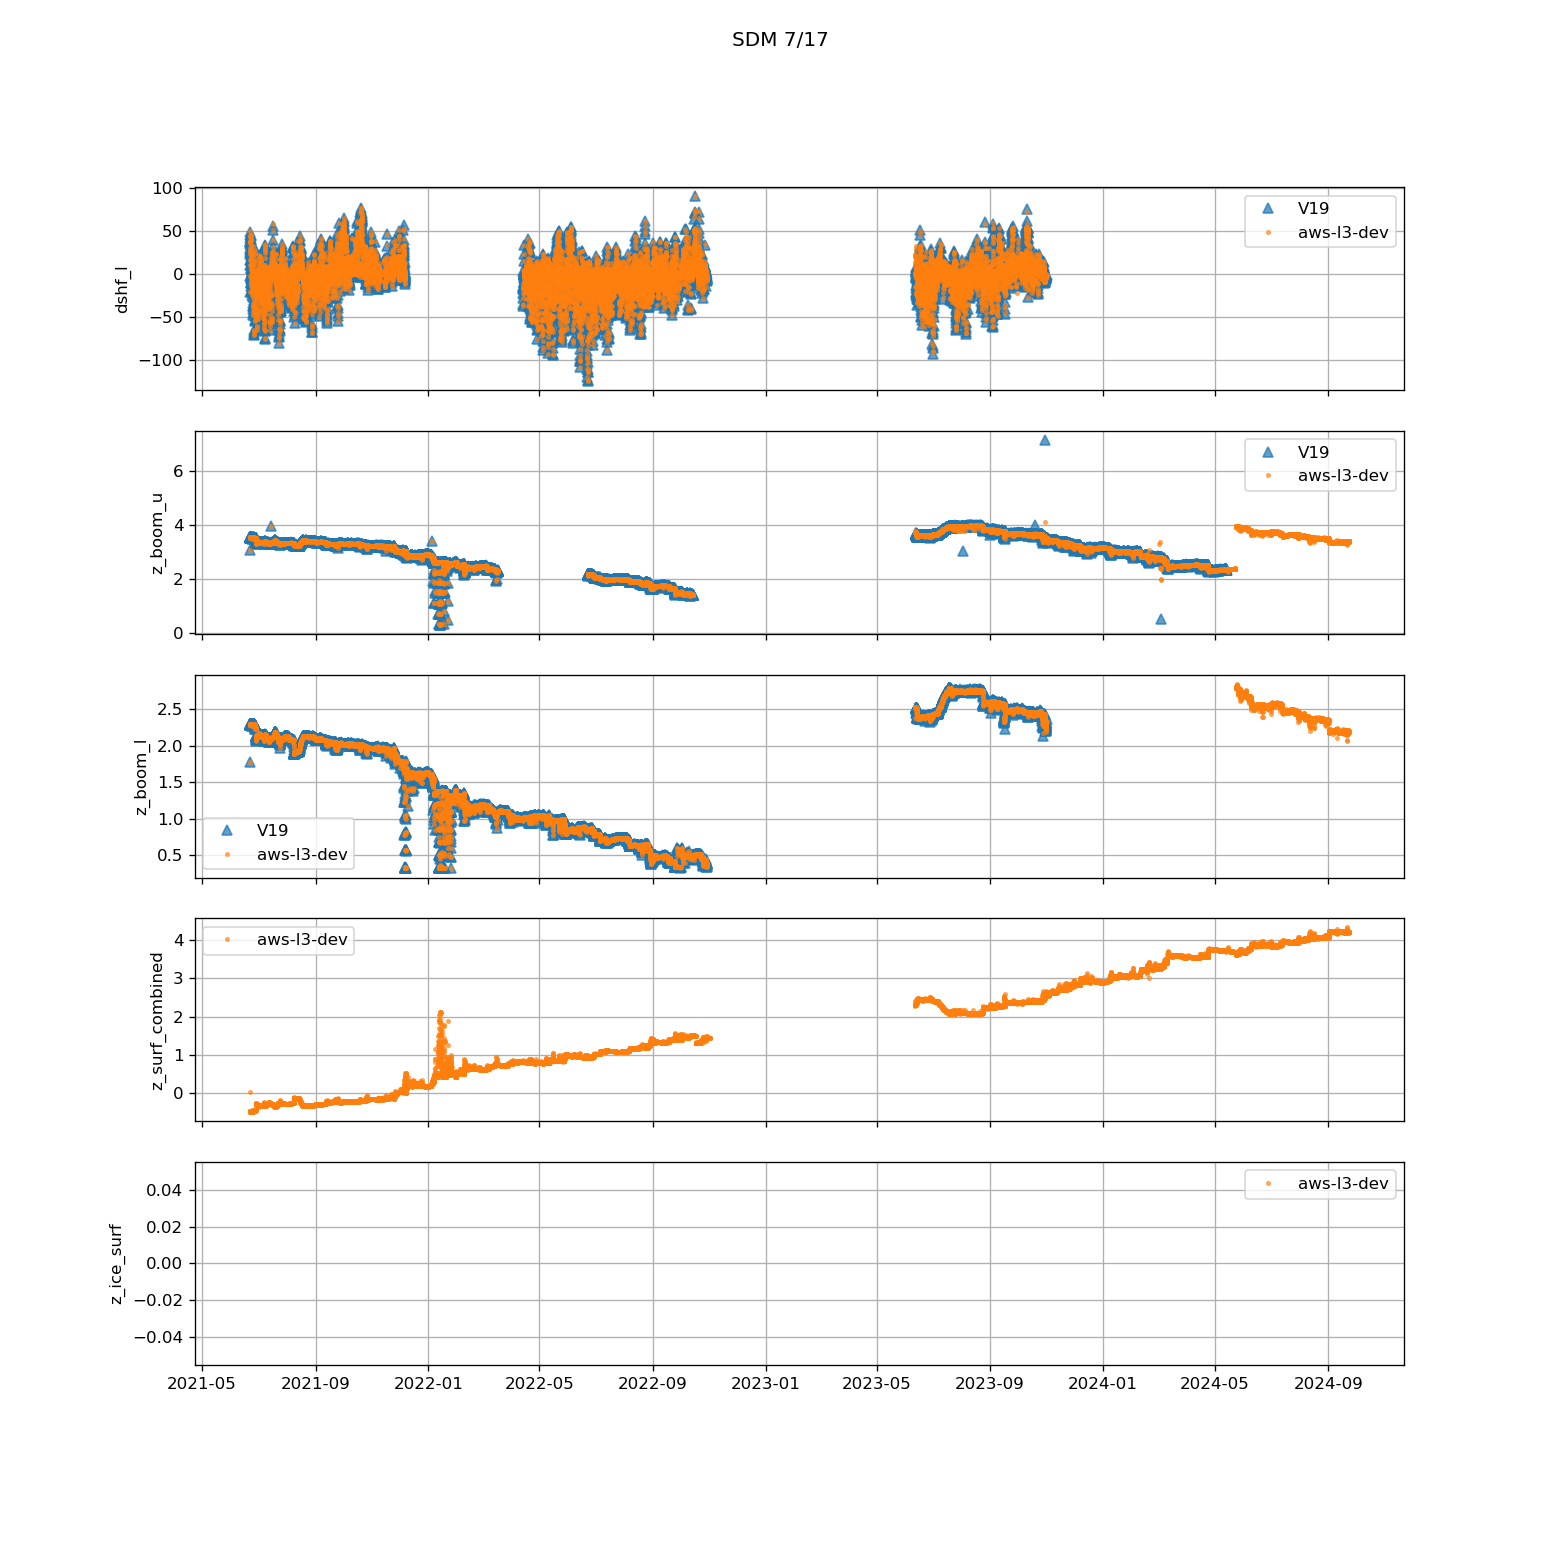 SDM 7/17
100
50
0
−50
−100
dshf_l
V19
aws-l3-dev
6
4
2
0
z_boom_u
V19
aws-l3-dev
2.5
2.0
1.5
1.0
0.5
z_boom_l
V19
aws-l3-dev
4
3
2
1
0
z_surf_combined
aws-l3-dev
0.04
0.02
0.00
−0.02
−0.04
z_ice_surf
aws-l3-dev
2021-05 2021-09 2022-01 2022-05 2022-09 2023-01 2023-05 2023-09 2024-01 2024-05 2024-09